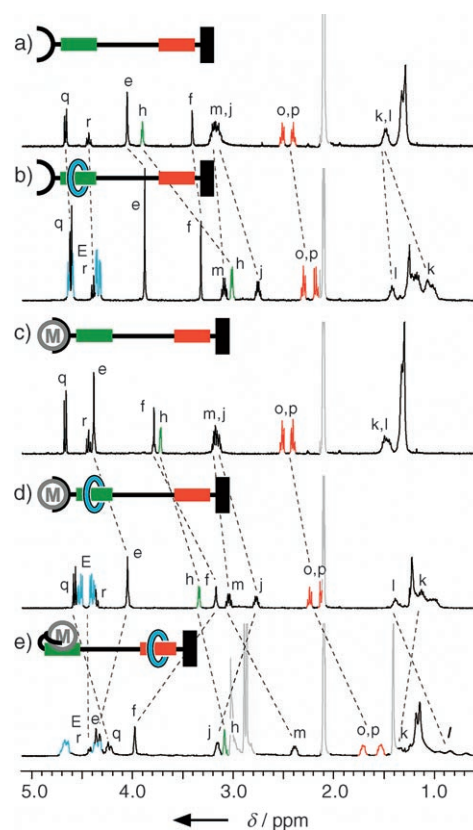 a)
q
r
e
h
f
m,j
o,p
k,l
b)
q
E
r
e
f
m
h
j
o,p
l
k
c)
M
q
r
e
f
h
m,j
o,p
k,l
d)
M
q
E
r
e
h
f
m
j
o,p
l
k
e)
M
E
r
e
q
f
j
h
m
o,p
k
l
5.0 4.0 3.0 2.0 1.0
δ / ppm